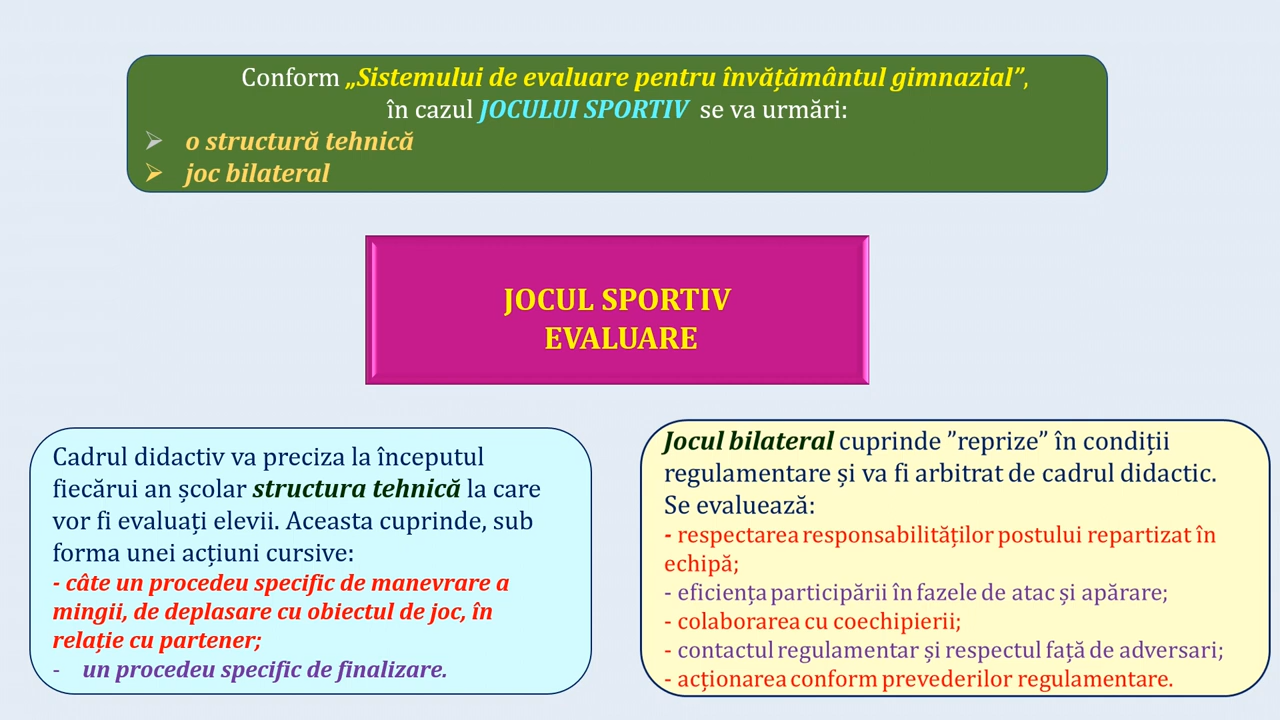 Conform „Sistemului de evaluare pentru învățământul gimnazial”,
în cazul JOCULUI SPORTIV se va urmări:
➢ o structură tehnică
➢ joc bilateral
JOCUL SPORTIV
EVALUARE
Cadrul didactiv va preciza la începutul
fiecărui an școlar structura tehnică la care
vor fi evaluați elevii. Aceasta cuprinde, sub
forma unei acțiuni cursive:
- câte un procedeu specific de manevrare a
mingii, de deplasare cu obiectul de joc, în
relație cu partener;
- un procedeu specific de finalizare.
Jocul bilateral cuprinde ”reprize” în condiții
regulamentare și va fi arbitrat de cadrul didactic.
Se evaluează:
- respectarea responsabilităților postului repartizat în
echipă;
- eficiența participării în fazele de atac și apărare;
- colaborarea cu coechipierii;
- contactul regulamentar și respectul față de adversari;
- acționarea conform prevederilor regulamentare.